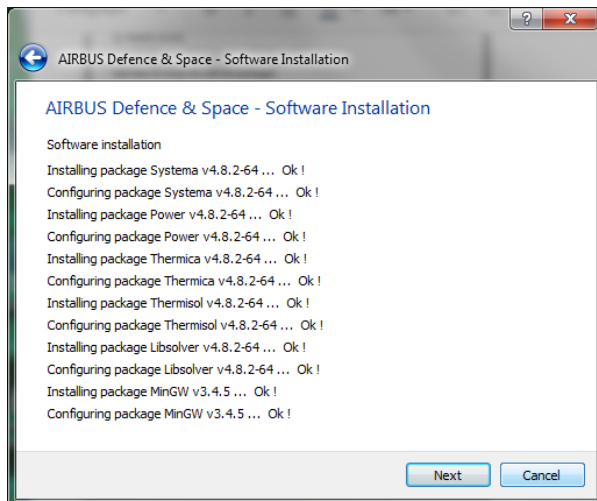 AIRBUS Defence & Space - Software Installation
AIRBUS Defence & Space - Software Installation
Software installation
Installing package Systema v4.8.2-64 ... Ok !
Configuring package Systema v4.8.2-64 ... Ok !
Installing package Power v4.8.2-64 ... Ok !
Configuring package Power v4.8.2-64 ... Ok !
Installing package Thermica v4.8.2-64 ... Ok !
Configuring package Thermica v4.8.2-64 ... Ok !
Installing package Thermisol v4.8.2-64 ... Ok !
Configuring package Thermisol v4.8.2-64 ... Ok !
Installing package Libsolver v4.8.2-64 ... Ok !
Configuring package Libsolver v4.8.2-64 ... Ok !
Installing package MinGW v3.4.5 ... Ok !
Configuring package MinGW v3.4.5 ... Ok !
Next Cancel